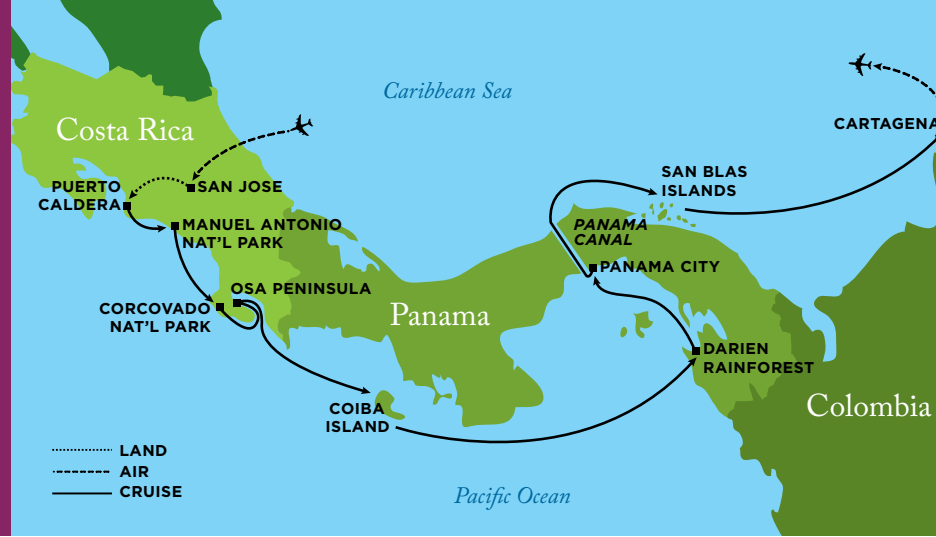 Caribbean Sea
Costa Rica
CARTAGENA
PUERTO
CALDERA
SAN JOSE
SAN BLAS
ISLANDS
MANUEL ANTONIO
NAT'L PARK
PANAMA
CANAL
PANAMA CITY
OSA PENINSULA
CORCOVADO
NAT'L PARK
Panama
DARIEN
RAINFOREST
COIBA
ISLAND
Colombia
LAND
AIR
CRUISE
Pacific Ocean